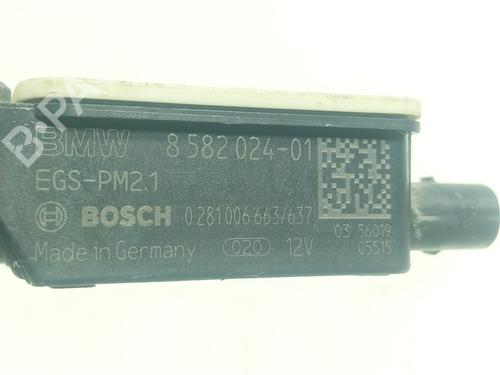 BMW 8 582 024-01
EGS-PM2.1
BOSCH 0 281 006 663/637
Made in Germany 020 12V
03 56019
05515
B-PARTS